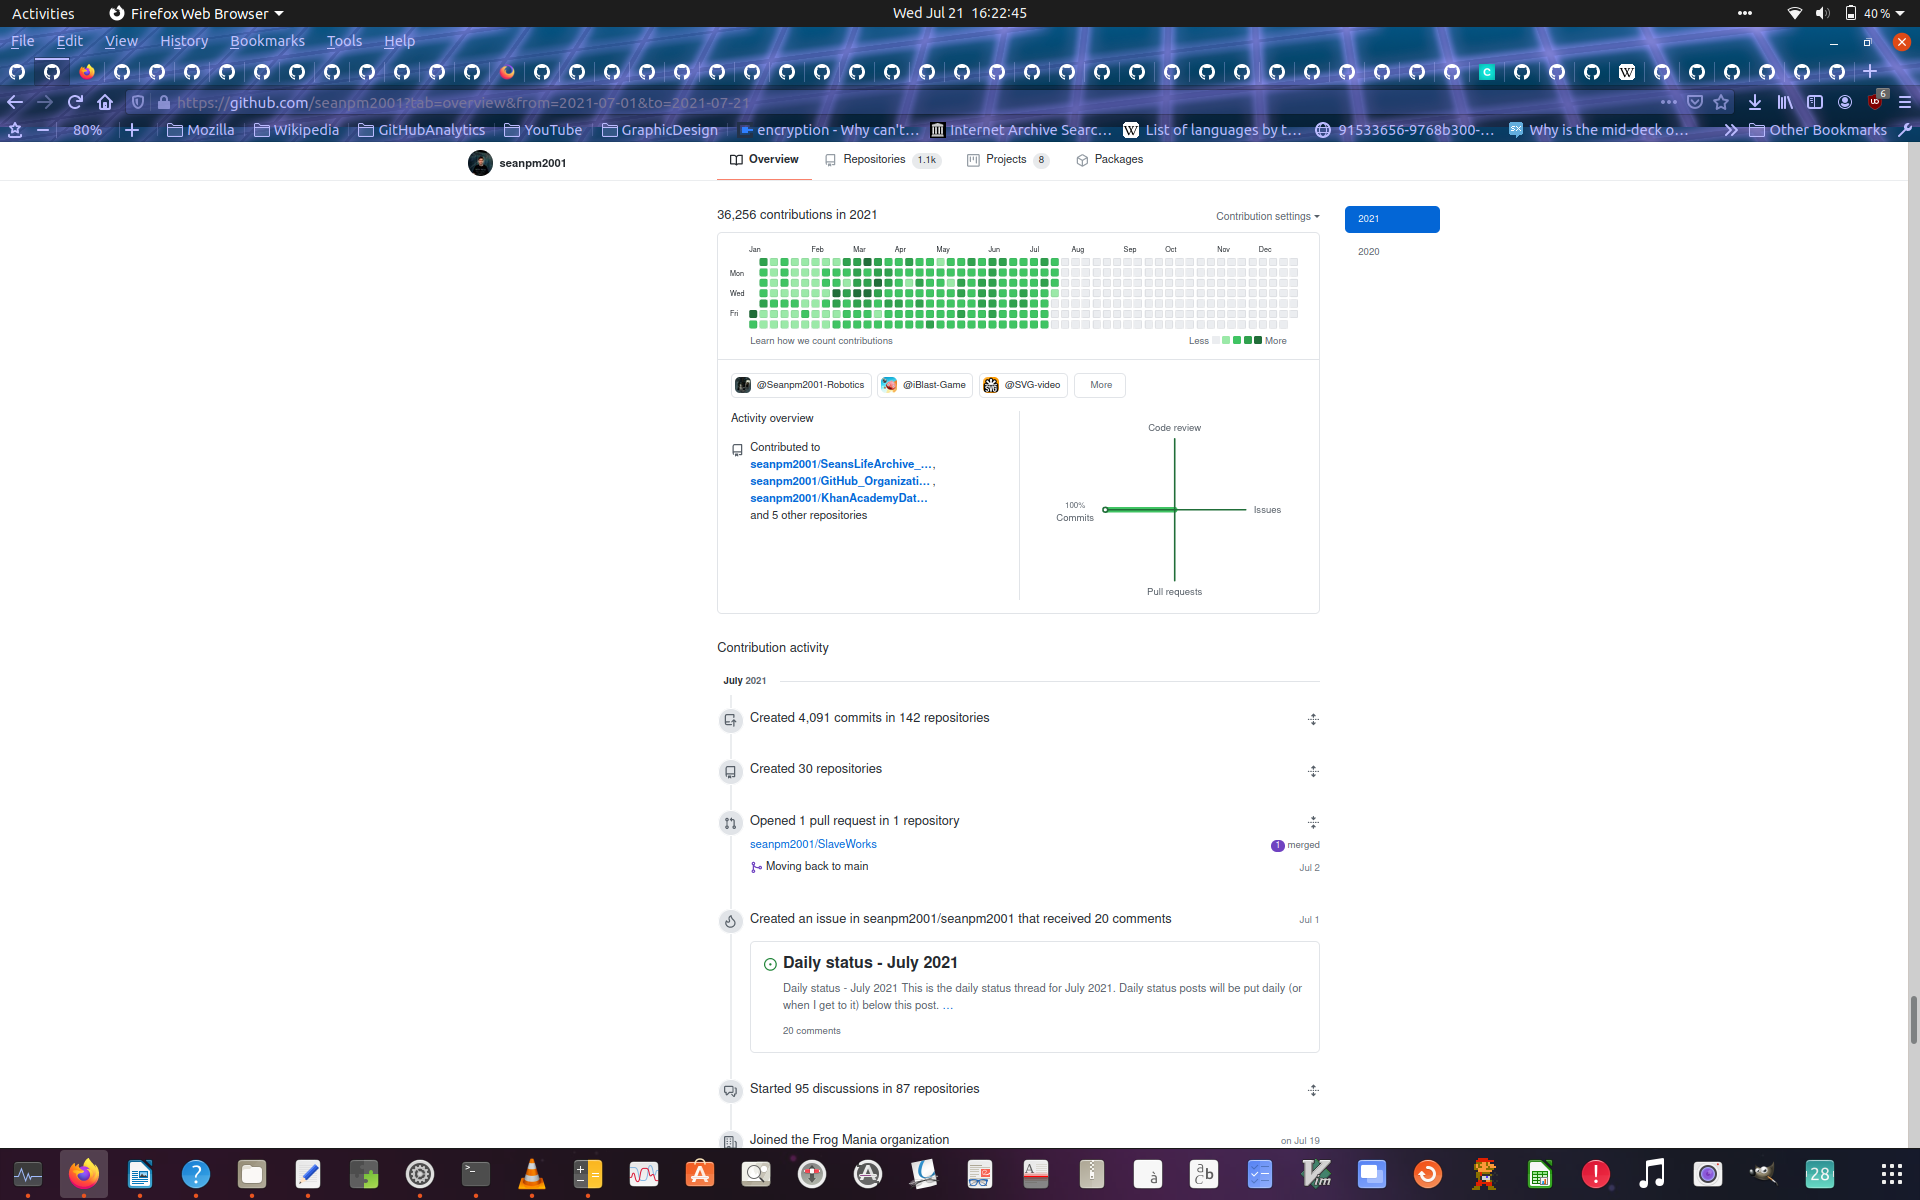 Activities
Firefox Web Browser
Wed Jul 21 16:22:45
40 %
File Edit View History Bookmarks Tools Help
https://github.com/seanpm2001?tab=overview&from=2021-07-01&to=2021-07-21
6
80%
Mozilla
Wikipedia
GitHubAnalytics
YouTube
GraphicDesign
encryption - Why can't…
Internet Archive Searc…
List of languages by t…
91533656-9768b300-…
Why is the mid-deck o…
Other Bookmarks
seanpm2001
Overview
Repositories 1.1k
Projects 8
Packages
36,256 contributions in 2021
Contribution settings
2021
2020
Jan Feb Mar Apr May Jun Jul Aug Sep Oct Nov Dec
Mon
Wed
Fri
Learn how we count contributions
Less
More
@Seanpm2001-Robotics
@iBlast-Game
@SVG-video
More
Activity overview
Contributed to
seanpm2001/SeansLifeArchive_…,
seanpm2001/GitHub_Organizati… ,
seanpm2001/KhanAcademyDat…
and 5 other repositories
Code review
100%
Commits
Issues
Pull requests
Contribution activity
July 2021
Created 4,091 commits in 142 repositories
Created 30 repositories
Opened 1 pull request in 1 repository
seanpm2001/SlaveWorks
1 merged
Moving back to main
Jul 2
Created an issue in seanpm2001/seanpm2001 that received 20 comments
Jul 1
Daily status - July 2021
Daily status - July 2021 This is the daily status thread for July 2021. Daily status posts will be put daily (or
when I get to it) below this post. …
20 comments
Started 95 discussions in 87 repositories
Joined the Frog Mania organization
on Jul 19
28